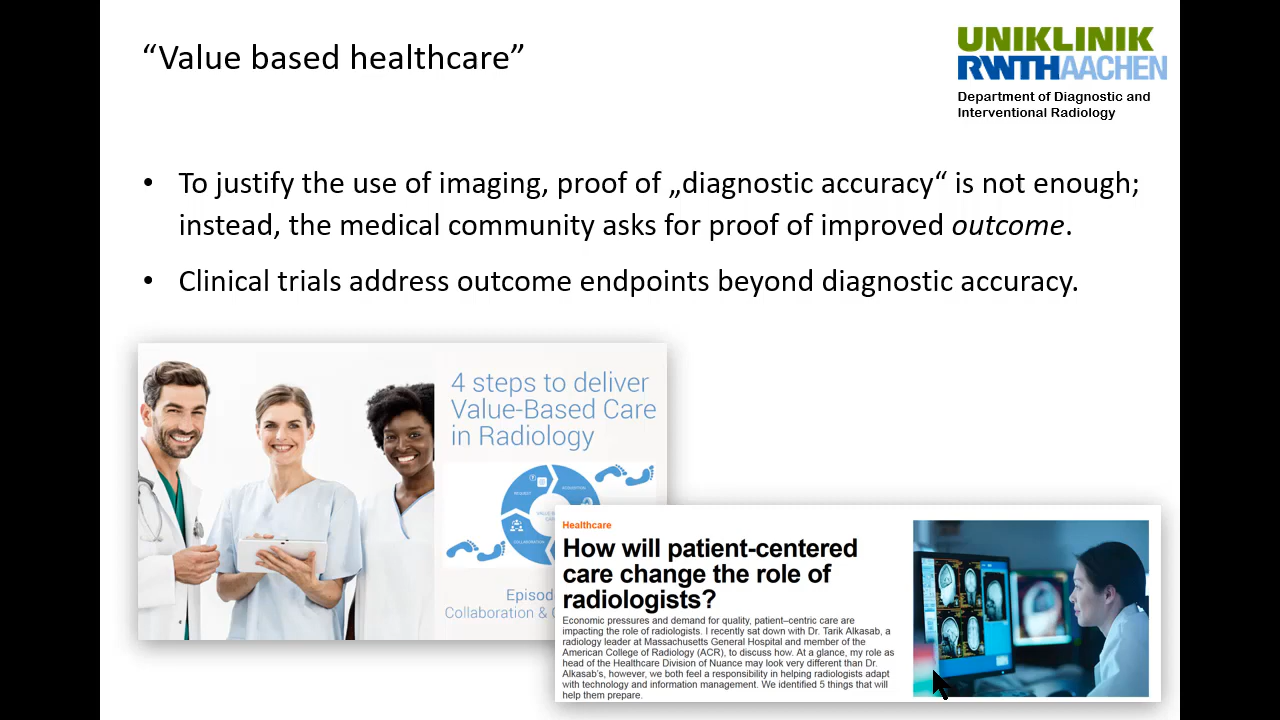 “Value based healthcare”
UNIKLINIK
RWTHAACHEN
Department of Diagnostic and
Interventional Radiology
• To justify the use of imaging, proof of „diagnostic accuracy“ is not enough;
instead, the medical community asks for proof of improved outcome.
• Clinical trials address outcome endpoints beyond diagnostic accuracy.
4 steps to deliver
Value-Based Care
in Radiology
REQUEST
COLLABORATION
Collaboration &
Healthcare
How will patient-centered
care change the role of
radiologists?
Economic pressures and demand for quality, patient–centric care are
impacting the role of radiologists. I recently sat down with Dr. Tarik Alkasab, a
radiology leader at Massachusetts General Hospital and member of the
American College of Radiology (ACR), to discuss how. At a glance, my role as
head of the Healthcare Division of Nuance may look very different than Dr.
Alkasab's, however, we both feel a responsibility in helping radiologists adapt
with technology and information management. We identified 5 things that will
help them prepare.